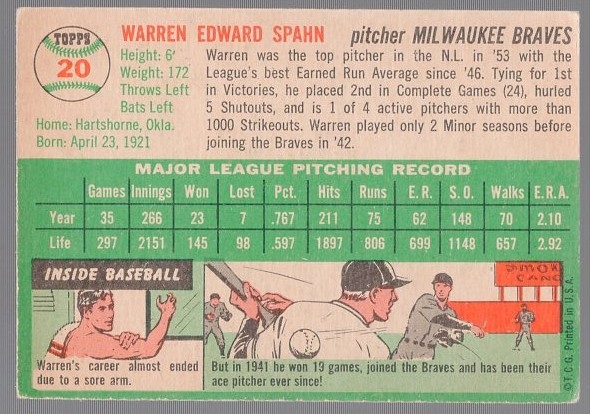 TOPPS
20
WARREN EDWARD SPAHN pitcher MILWAUKEE BRAVES
Height: 6'
Weight: 172
Throws Left
Bats Left
Home: Hartshorne, Okla.
Born: April 23, 1921
Warren was the top pitcher in the N.L. in '53 with the
League's best Earned Run Average since '46. Tying for 1st
in Victories, he placed 2nd in Complete Games (24), hurled
5 Shutouts, and is 1 of 4 active pitchers with more than
1000 Strikeouts. Warren played only 2 Minor seasons before
joining the Braves in '42.
MAJOR LEAGUE PITCHING RECORD
Games Innings Won Lost Pct. Hits Runs E.R. S.O. Walks E.R.A.
Year 35 266 23 7 .767 211 75 62 148 70 2.10
Life 297 2151 145 98 .597 1897 806 699 1148 657 2.92
INSIDE BASEBALL
Warren's career almost ended
due to a sore arm.
But in 1941 he won 19 games, joined the Braves and has been their
ace pitcher ever since!
© T.C.G. Printed in U.S.A.